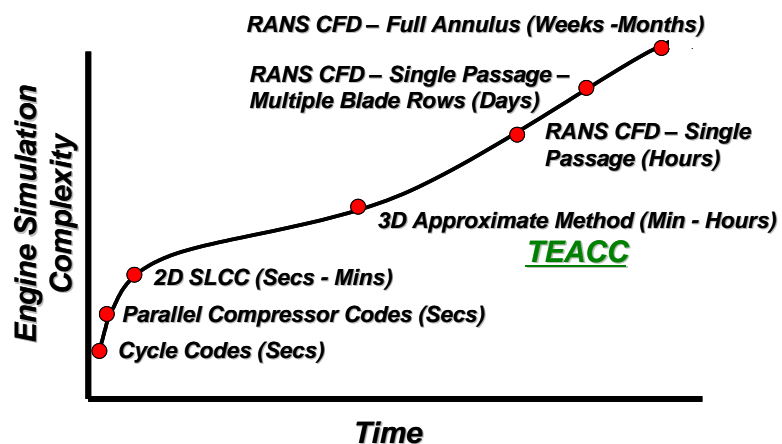 RANS CFD – Full Annulus (Weeks -Months)
RANS CFD – Single Passage –
Multiple Blade Rows (Days)
RANS CFD – Single
Passage (Hours)
3D Approximate Method (Min - Hours)
TEACC
2D SLCC (Secs - Mins)
Parallel Compressor Codes (Secs)
Cycle Codes (Secs)
Engine Simulation
Complexity
Time